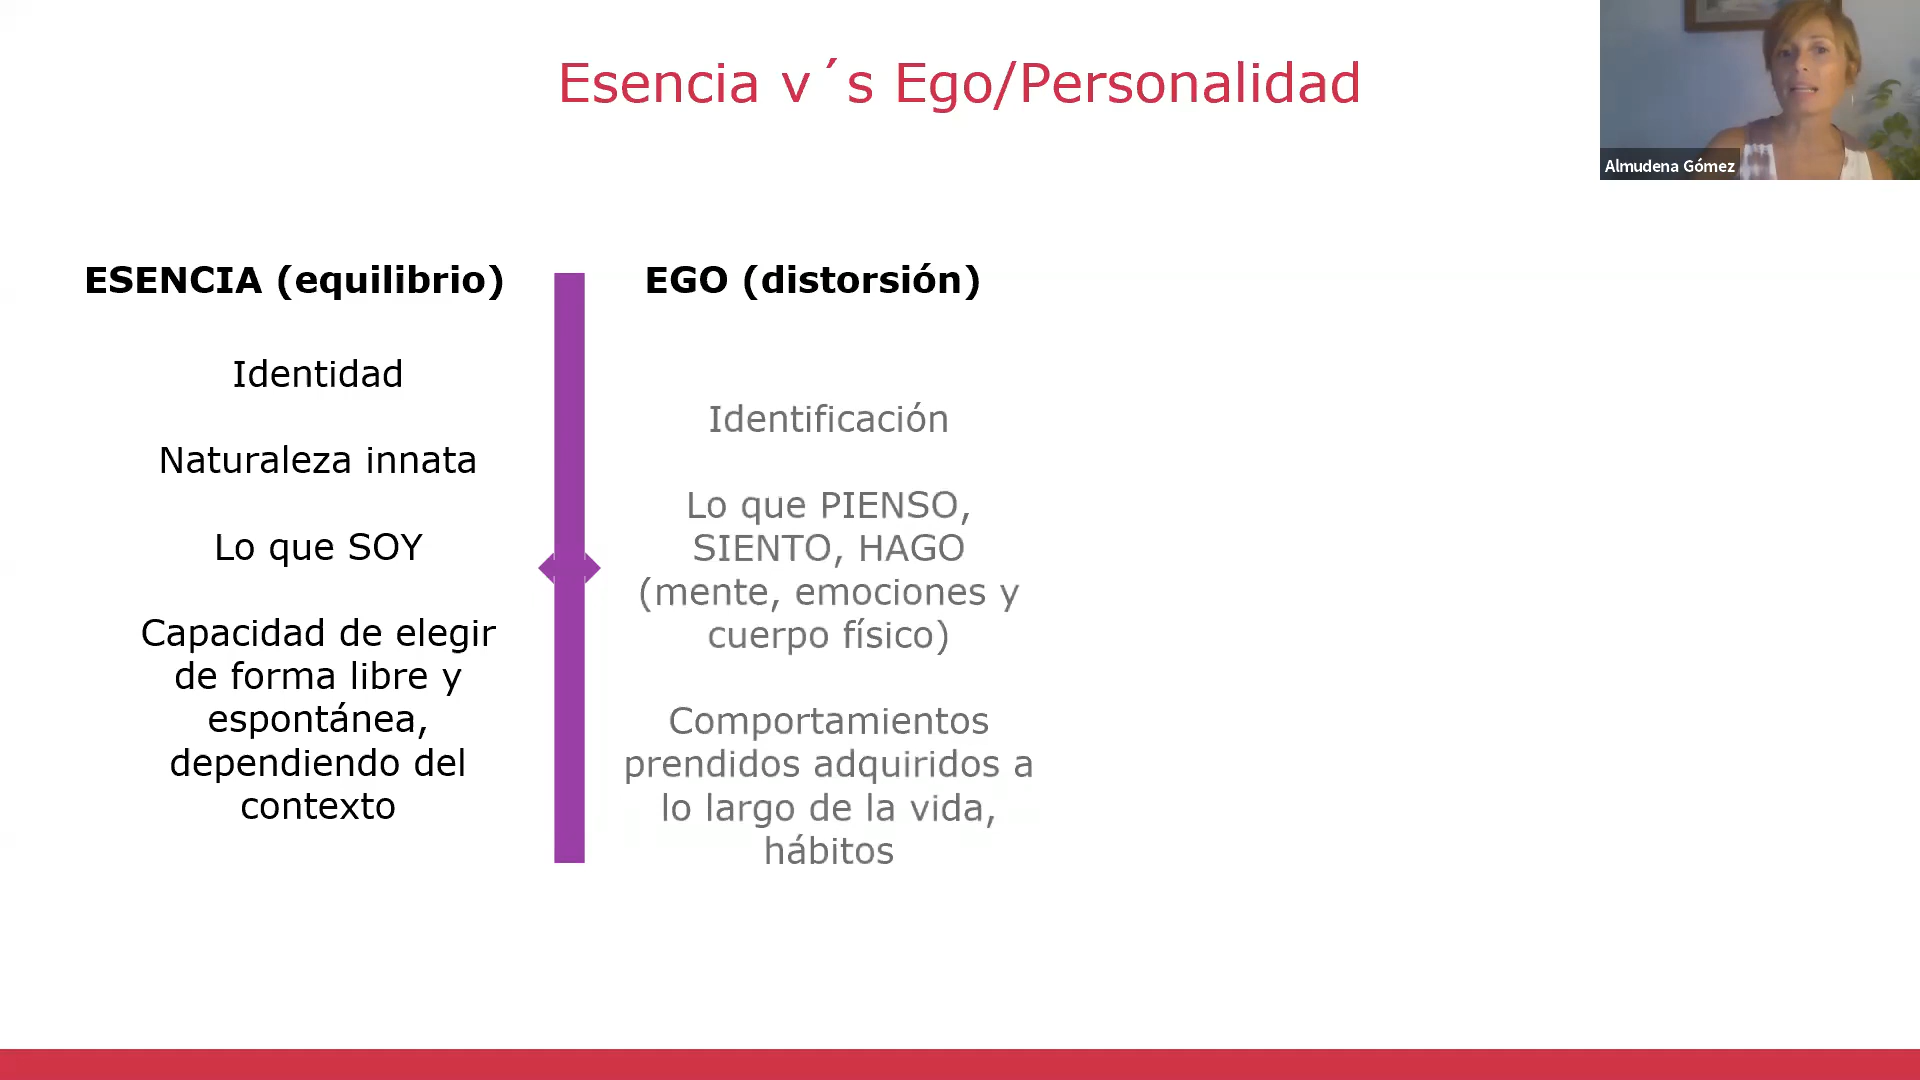 Esencia v´s Ego/Personalidad
Almudena Gómez
ESENCIA (equilibrio)
Identidad
Naturaleza innata
Lo que SOY
Capacidad de elegir
de forma libre y
espontánea,
dependiendo del
contexto
EGO (distorsión)
Identificación
Lo que PIENSO,
SIENTO, HAGO
(mente, emociones y
cuerpo físico)
Comportamientos
prendidos adquiridos a
lo largo de la vida,
hábitos